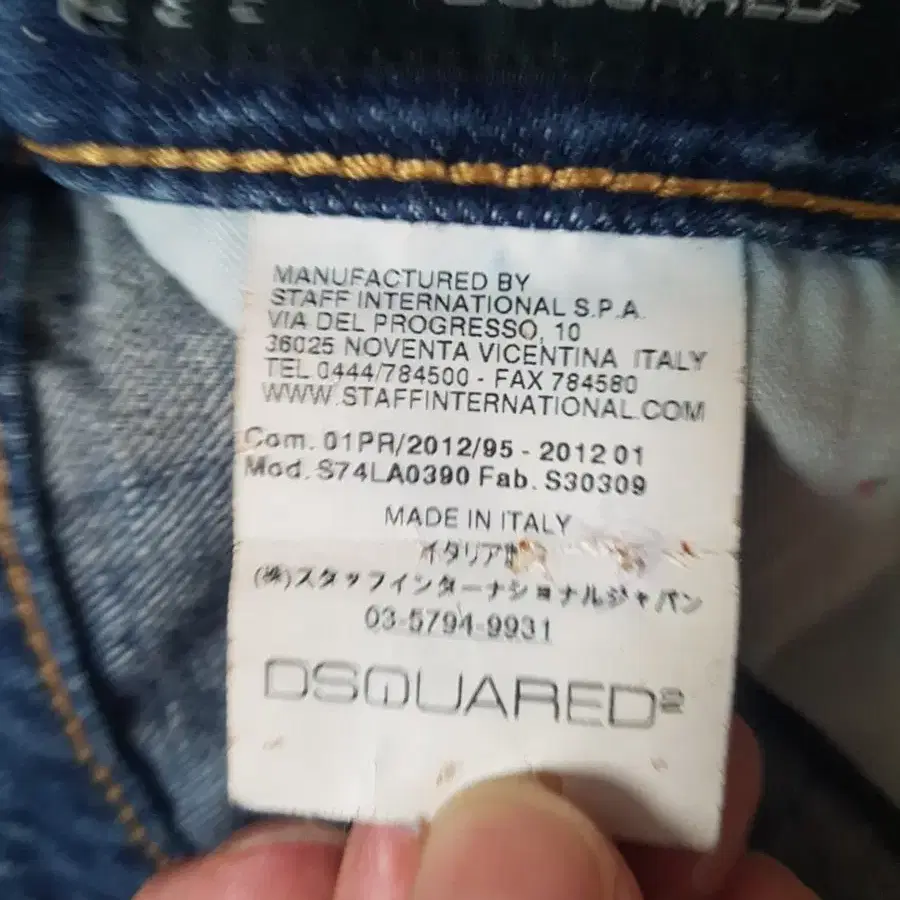 DSQUARED2
MANUFACTURED BY
STAFF INTERNATIONAL S.P.A.
VIA DEL PROGRESSO, 10
36025 NOVENTA VICENTINA ITALY
TEL 0444/784500 - FAX 784580
WWW.STAFFINTERNATIONAL.COM
Com. 01PR/2012/95 - 2012 01
Mod. S74LA0390 Fab. S30309
MADE IN ITALY
イタリア
(株)スタッフインターナショナルジャパン
03-5794-9931
DSQUARED2